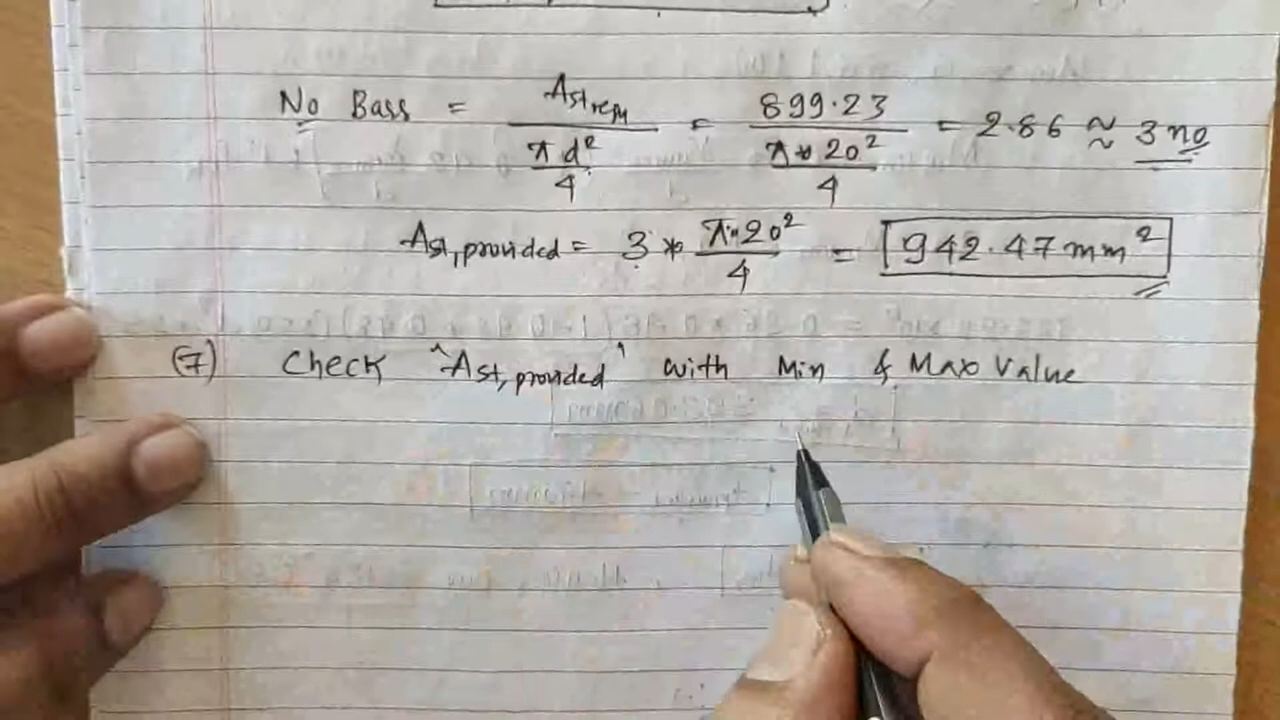 No Bass = Ast reqd / (π d² / 4) = 899.23 / (π * 20² / 4) = 2.86 ≈ 3 no
Ast, provided = 3 * π * 20² / 4 = 942.47 mm²
(7) Check "Ast, provided" with Min & Max Value